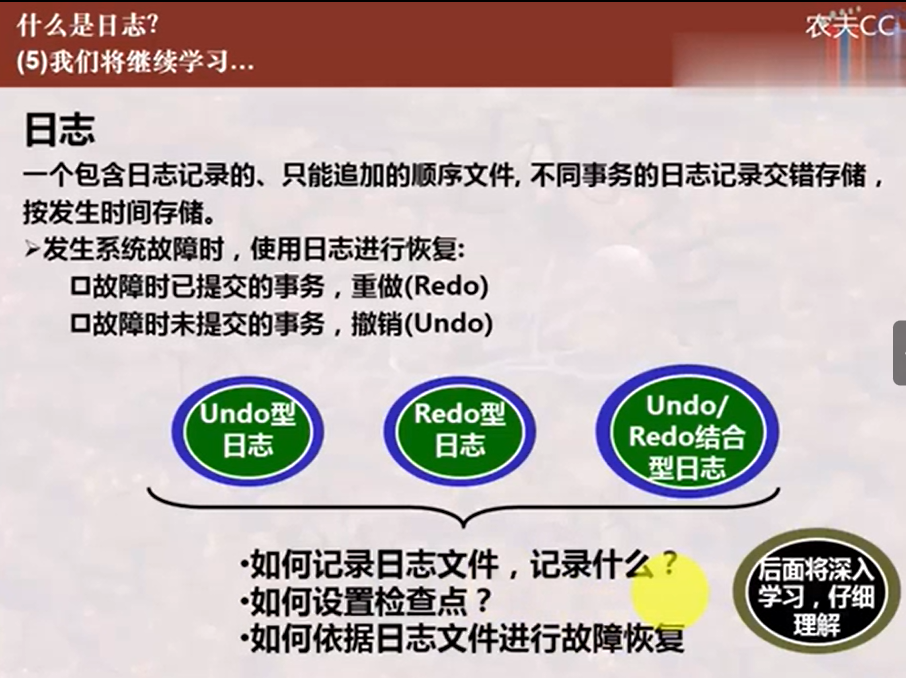 什么是日志?
(5)我们将继续学习...
农夫CC
日志
一个包含日志记录的、只能追加的顺序文件, 不同事务的日志记录交错存储，
按发生时间存储。
➢发生系统故障时，使用日志进行恢复:
□故障时已提交的事务，重做(Redo)
□故障时未提交的事务，撤销(Undo)
Undo型
日志
Redo型
日志
Undo/
Redo结合
型日志
•如何记录日志文件，记录什么？
•如何设置检查点？
•如何依据日志文件进行故障恢复
后面将深入
学习，仔细
理解